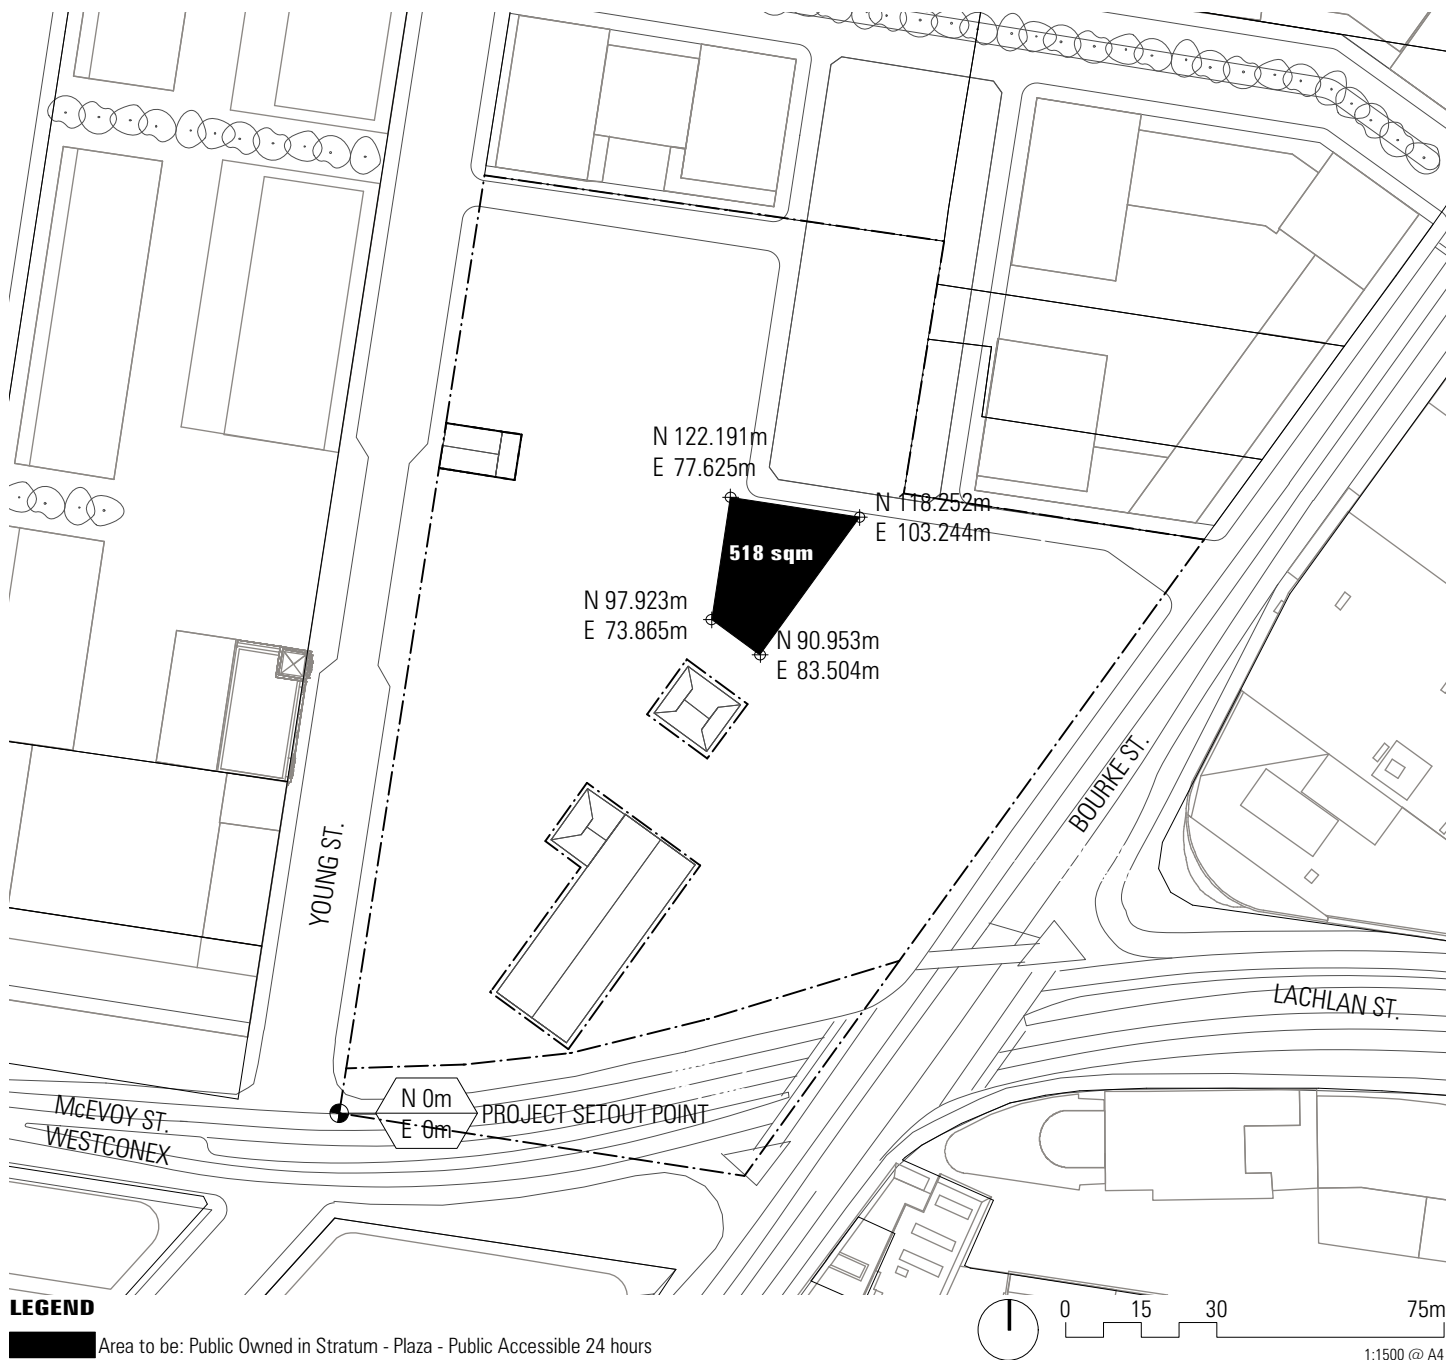 N 122.191m
E 77.625m
N 118.252m
E 103.244m
518 sqm
N 97.923m
E 73.865m
N 90.953m
E 83.504m
BOURKE ST.
YOUNG ST.
LACHLAN ST.
N 0m
E 0m
PROJECT SETOUT POINT
McEVOY ST.
WESTCONEX
LEGEND
Area to be: Public Owned in Stratum - Plaza - Public Accessible 24 hours
0 15 30 75m
1:1500 @ A4